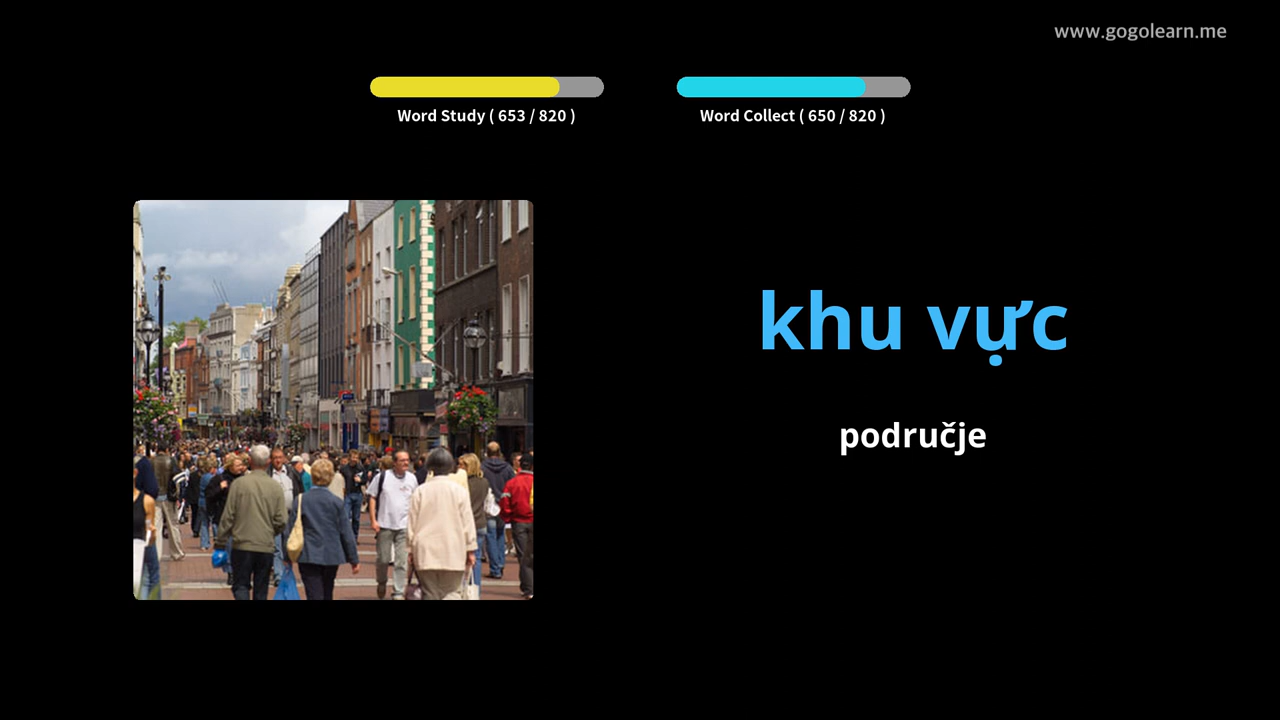 www.gogolearn.me
Word Study ( 653 / 820 )
Word Collect ( 650 / 820 )
khu vực
područje